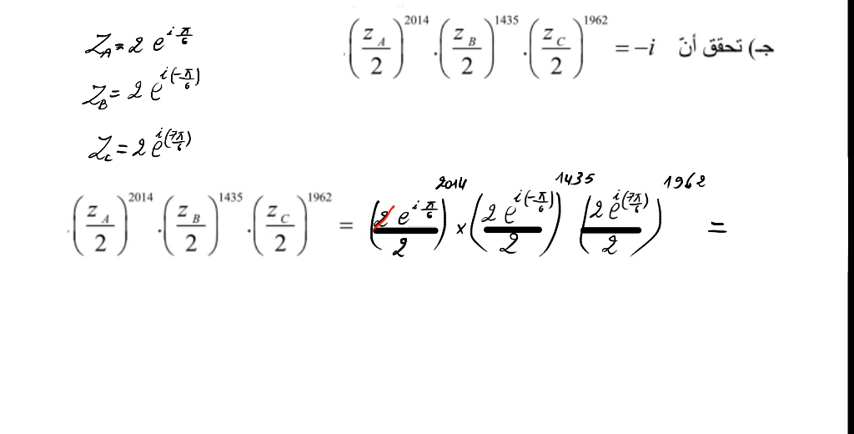 جـ) تحقق أنّ (z_A/2)^2014 . (z_B/2)^1435 . (z_C/2)^1962 = -i
Z_A = 2 e^{i π/6}
Z_B = 2 e^{i(-π/6)}
Z_C = 2 e^{i(7π/6)}
.(z_A/2)^2014 . (z_B/2)^1435 . (z_C/2)^1962 = (2 e^{i π/6}/2)^2014 × (2 e^{i(-π/6)}/2)^1435 (2 e^{i(7π/6)}/2)^1962 =